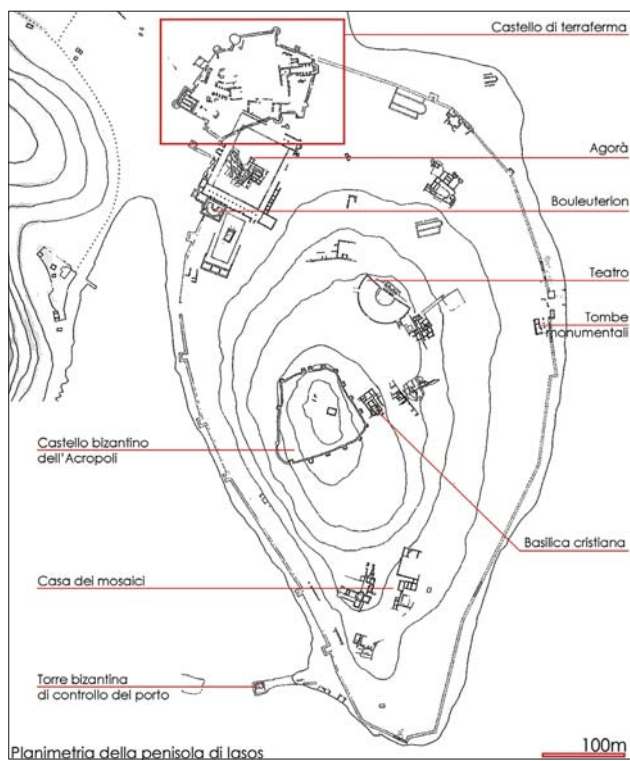 Castello di terraferma
Agorà
Bouleuterion
Teatro
Tombe
monumentali
Castello bizantino
dell'Acropoli
Basilica cristiana
Casa dei mosaici
Torre bizantina
di controllo del porto
Planimetria della penisola di Iasos
100m